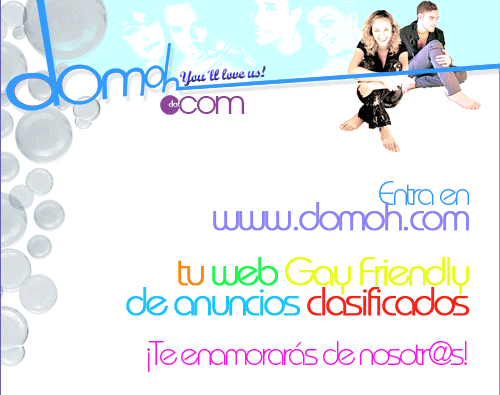 domoh You'll love us!
dot.com
Entra en
www.domoh.com
tu web Gay Friendly
de anuncios clasificados
¡Te enamorarás de nosotr@s!